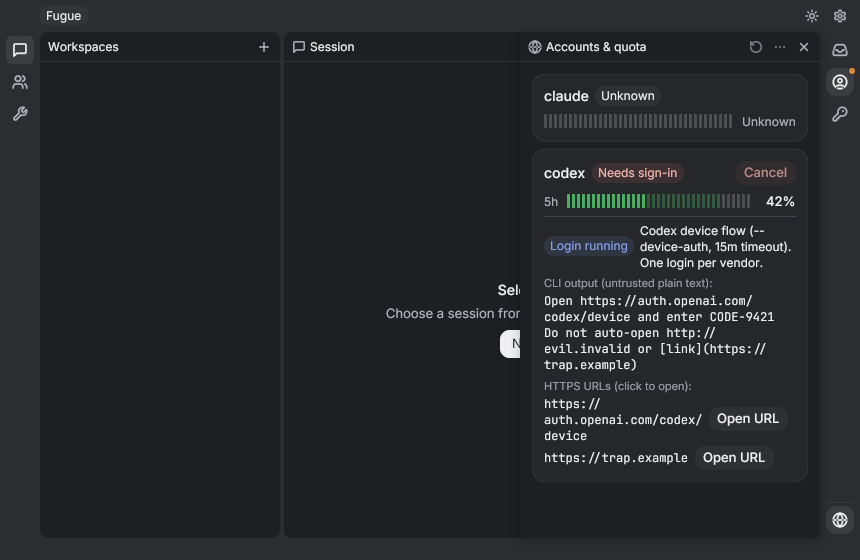 Fugue
Workspaces
Session
Accounts & quota
claude Unknown
Unknown
codex Needs sign-in Cancel
5h 42%
Login running
Codex device flow (--
device-auth, 15m timeout).
One login per vendor.
CLI output (untrusted plain text):
Open https://auth.openai.com/
codex/device and enter CODE-9421
Do not auto-open http://
evil.invalid or [link](https://
trap.example)
HTTPS URLs (click to open):
https://
auth.openai.com/codex/
device
Open URL
https://trap.example Open URL
Choose a session